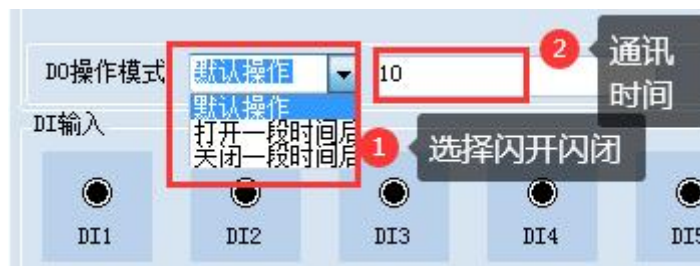 DO操作模式 默认操作 10
默认操作
打开一段时间后
关闭一段时间后
2 通讯
时间
1 选择闪开闪闭
DI输入
DI1 DI2 DI3 DI4 DI5